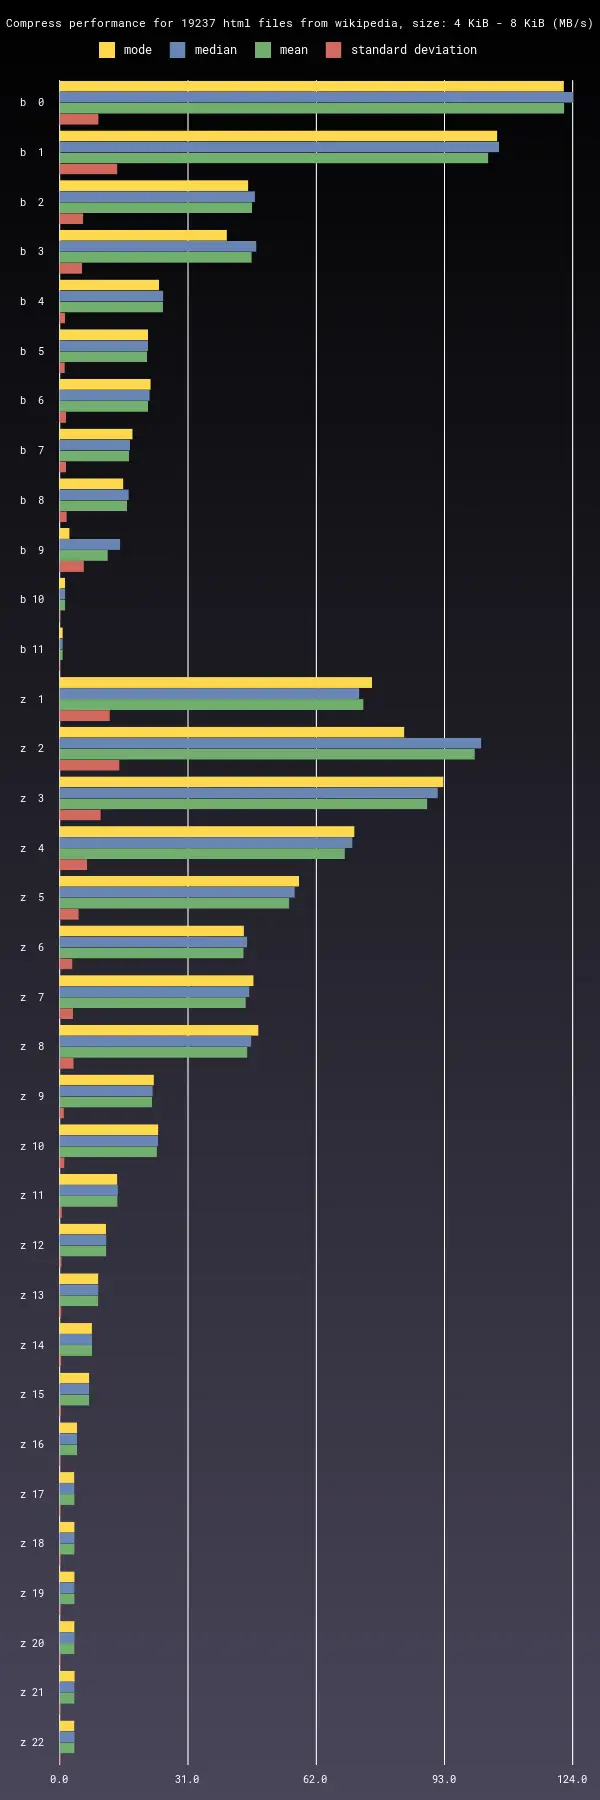 Compress performance for 19237 html files from wikipedia, size: 4 KiB - 8 KiB (MB/s)
mode median mean standard deviation
b 0
b 1
b 2
b 3
b 4
b 5
b 6
b 7
b 8
b 9
b 10
b 11
z 1
z 2
z 3
z 4
z 5
z 6
z 7
z 8
z 9
z 10
z 11
z 12
z 13
z 14
z 15
z 16
z 17
z 18
z 19
z 20
z 21
z 22
0.0 31.0 62.0 93.0 124.0